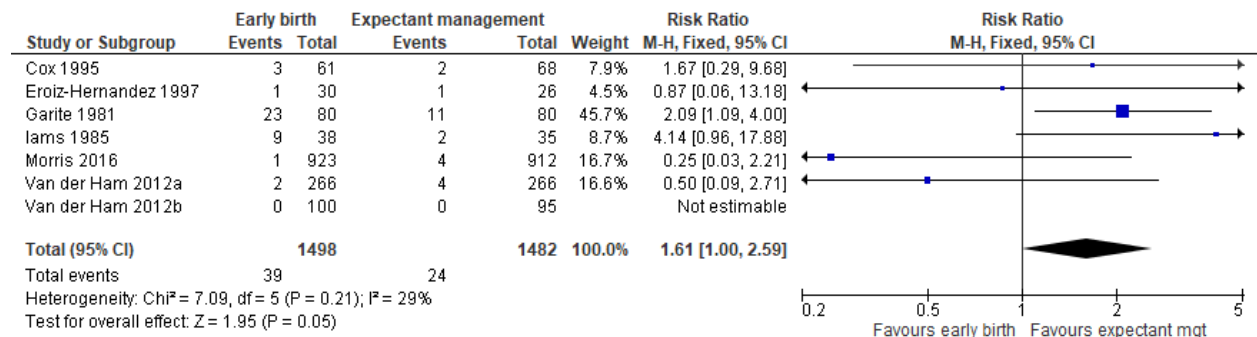 Early birth Expectant management Risk Ratio Risk Ratio
Study or Subgroup Events Total Events Total Weight M-H, Fixed, 95% CI M-H, Fixed, 95% CI
Cox 1995 3 61 2 68 7.9% 1.67 [0.29, 9.68]
Eroiz-Hernandez 1997 1 30 1 26 4.5% 0.87 [0.06, 13.18]
Garite 1981 23 80 11 80 45.7% 2.09 [1.09, 4.00]
Iams 1985 9 38 2 35 8.7% 4.14 [0.96, 17.88]
Morris 2016 1 923 4 912 16.7% 0.25 [0.03, 2.21]
Van der Ham 2012a 2 266 4 266 16.6% 0.50 [0.09, 2.71]
Van der Ham 2012b 0 100 0 95 Not estimable
Total (95% CI) 1498 1482 100.0% 1.61 [1.00, 2.59]
Total events 39 24
Heterogeneity: Chi² = 7.09, df = 5 (P = 0.21); I² = 29%
Test for overall effect: Z = 1.95 (P = 0.05)
0.2 0.5 1 2 5
Favours early birth Favours expectant mgt